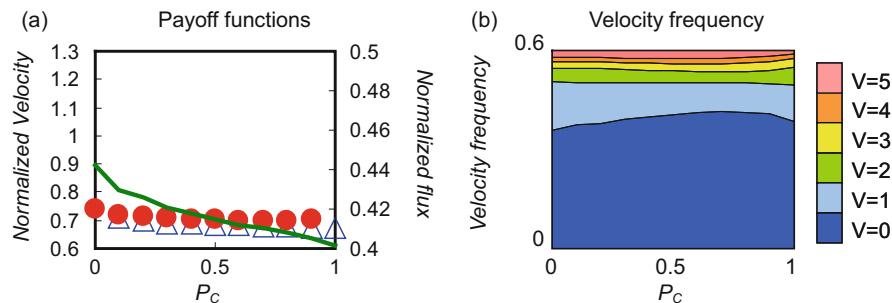 (a) Payoff functions
Normalized Velocity
1.3
1.2
1.1
1
0.9
0.8
0.7
0.6
0.5
0.48
0.46
0.44
0.42
0.4
Normalized flux
0 0.5 1
P_C
(b) Velocity frequency
Velocity frequency
0.6
0
0 0.5 1
P_C
V=5
V=4
V=3
V=2
V=1
V=0